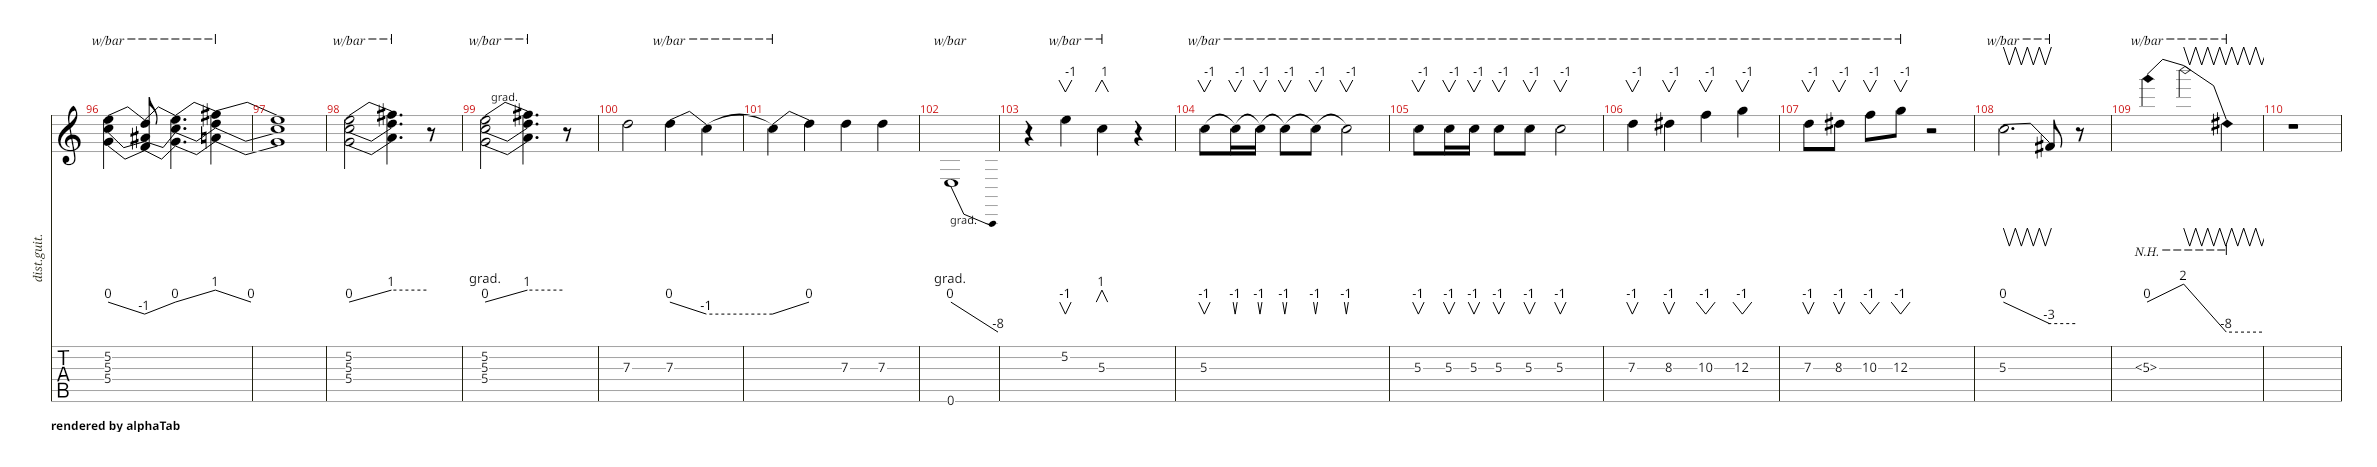 w/bar w/bar w/bar w/bar w/bar w/bar w/bar w/bar w/bar
-1 1 -1 -1 -1 -1 -1 -1 -1 -1 -1 -1 -1 -1 -1 -1 -1 -1 -1 -1 -1 -1
grad.
96 97 98 99 100 101 102 103 104 105 106 107 108 109 110
grad.
dist.guit.
N.H.
grad. grad.
0 -1 0 1 0 0 1 0 1 0 -1 0 0 -8 -1 1 -1 -1 -1 -1 -1 -1 -1 -1 -1 -1 -1 -1 -1 -1 -1 -1 -1 -1 -1 -1 0 -3 0 2 -8
T 5 5 5 5
A 5 5 5 7 7 7 7 5 5 5 5 5 5 5 5 7 8 10 12 7 8 10 12 5 <5>
B 5 5 5 0
rendered by alphaTab